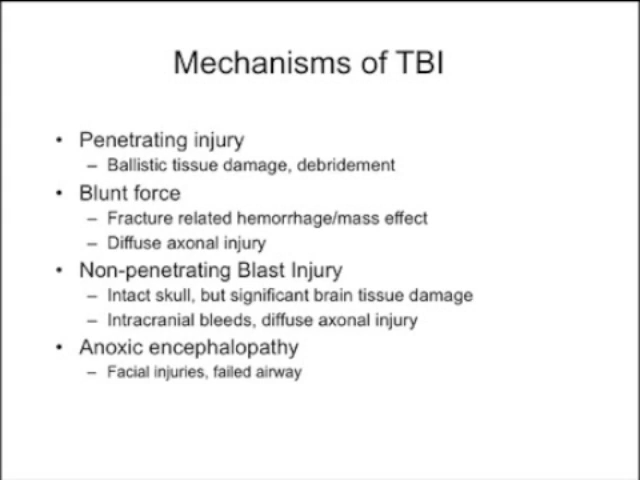 Mechanisms of TBI
• Penetrating injury
– Ballistic tissue damage, debridement
• Blunt force
– Fracture related hemorrhage/mass effect
– Diffuse axonal injury
• Non-penetrating Blast Injury
– Intact skull, but significant brain tissue damage
– Intracranial bleeds, diffuse axonal injury
• Anoxic encephalopathy
– Facial injuries, failed airway